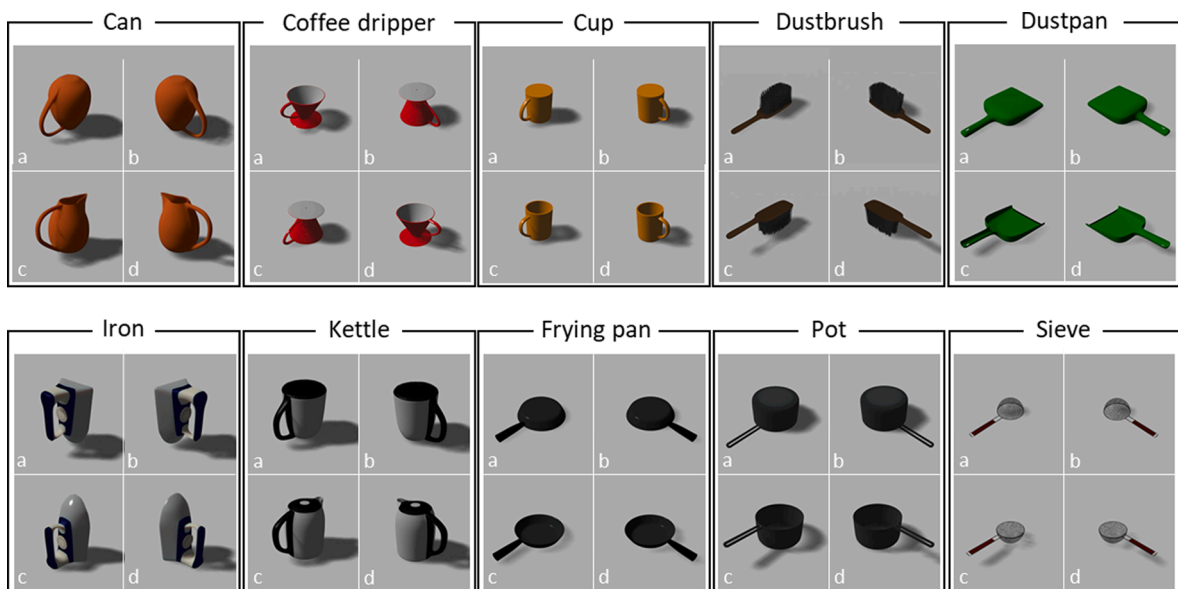 Can
Coffee dripper
Cup
Dustbrush
Dustpan
a b
a b
a b
a b
a b
c d
c d
c d
c d
c d
Iron
Kettle
Frying pan
Pot
Sieve
a b
a b
a b
a b
a b
c d
c d
c d
c d
c d